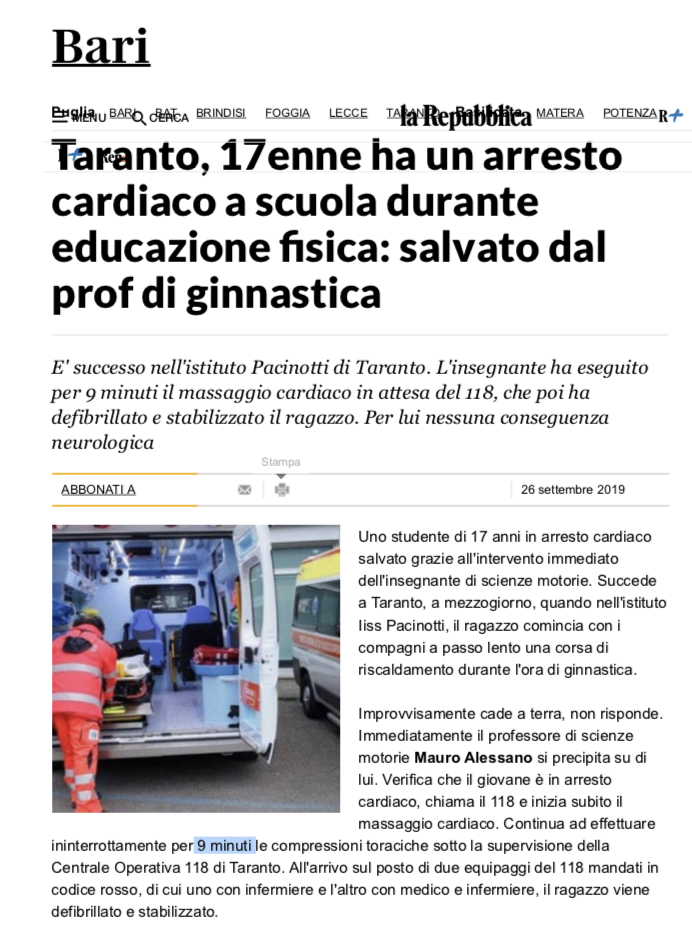 Bari
Puglia BARI BAT BRINDISI FOGGIA LECCE TARANTO Basilicata MATERA POTENZA
MENU CERCA la Repubblica R+
Taranto, 17enne ha un arresto
cardiaco a scuola durante
educazione fisica: salvato dal
prof di ginnastica
E' successo nell'istituto Pacinotti di Taranto. L'insegnante ha eseguito
per 9 minuti il massaggio cardiaco in attesa del 118, che poi ha
defibrillato e stabilizzato il ragazzo. Per lui nessuna conseguenza
neurologica
Stampa
ABBONATI A 26 settembre 2019
Uno studente di 17 anni in arresto cardiaco
salvato grazie all'intervento immediato
dell'insegnante di scienze motorie. Succede
a Taranto, a mezzogiorno, quando nell'istituto
Iiss Pacinotti, il ragazzo comincia con i
compagni a passo lento una corsa di
riscaldamento durante l'ora di ginnastica.
Improvvisamente cade a terra, non risponde.
Immediatamente il professore di scienze
motorie Mauro Alessano si precipita su di
lui. Verifica che il giovane è in arresto
cardiaco, chiama il 118 e inizia subito il
massaggio cardiaco. Continua ad effettuare
ininterrottamente per 9 minuti le compressioni toraciche sotto la supervisione della
Centrale Operativa 118 di Taranto. All'arrivo sul posto di due equipaggi del 118 mandati in
codice rosso, di cui uno con infermiere e l'altro con medico e infermiere, il ragazzo viene
defibrillato e stabilizzato.